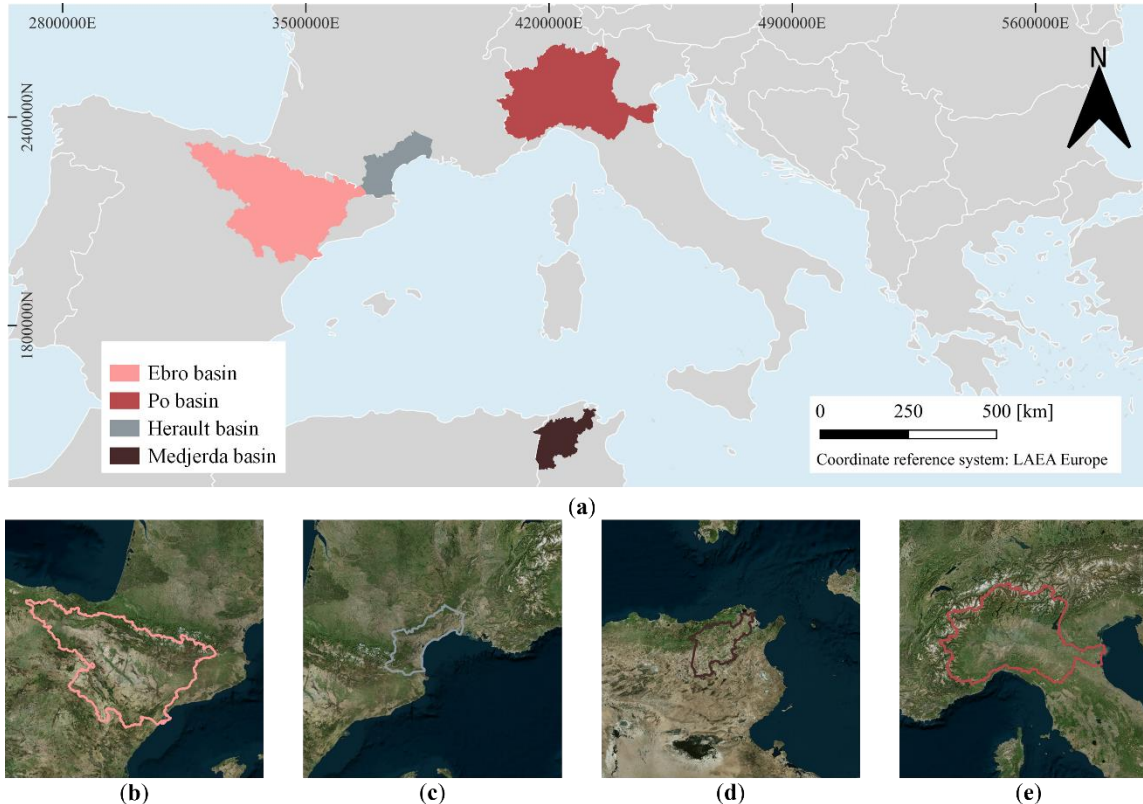 2800000E 3500000E 4200000E 4900000E 5600000E
N
2400000N
1800000N
Ebro basin
Po basin
Herault basin
Medjerda basin
0 250 500 [km]
Coordinate reference system: LAEA Europe
(a)
(b) (c) (d) (e)